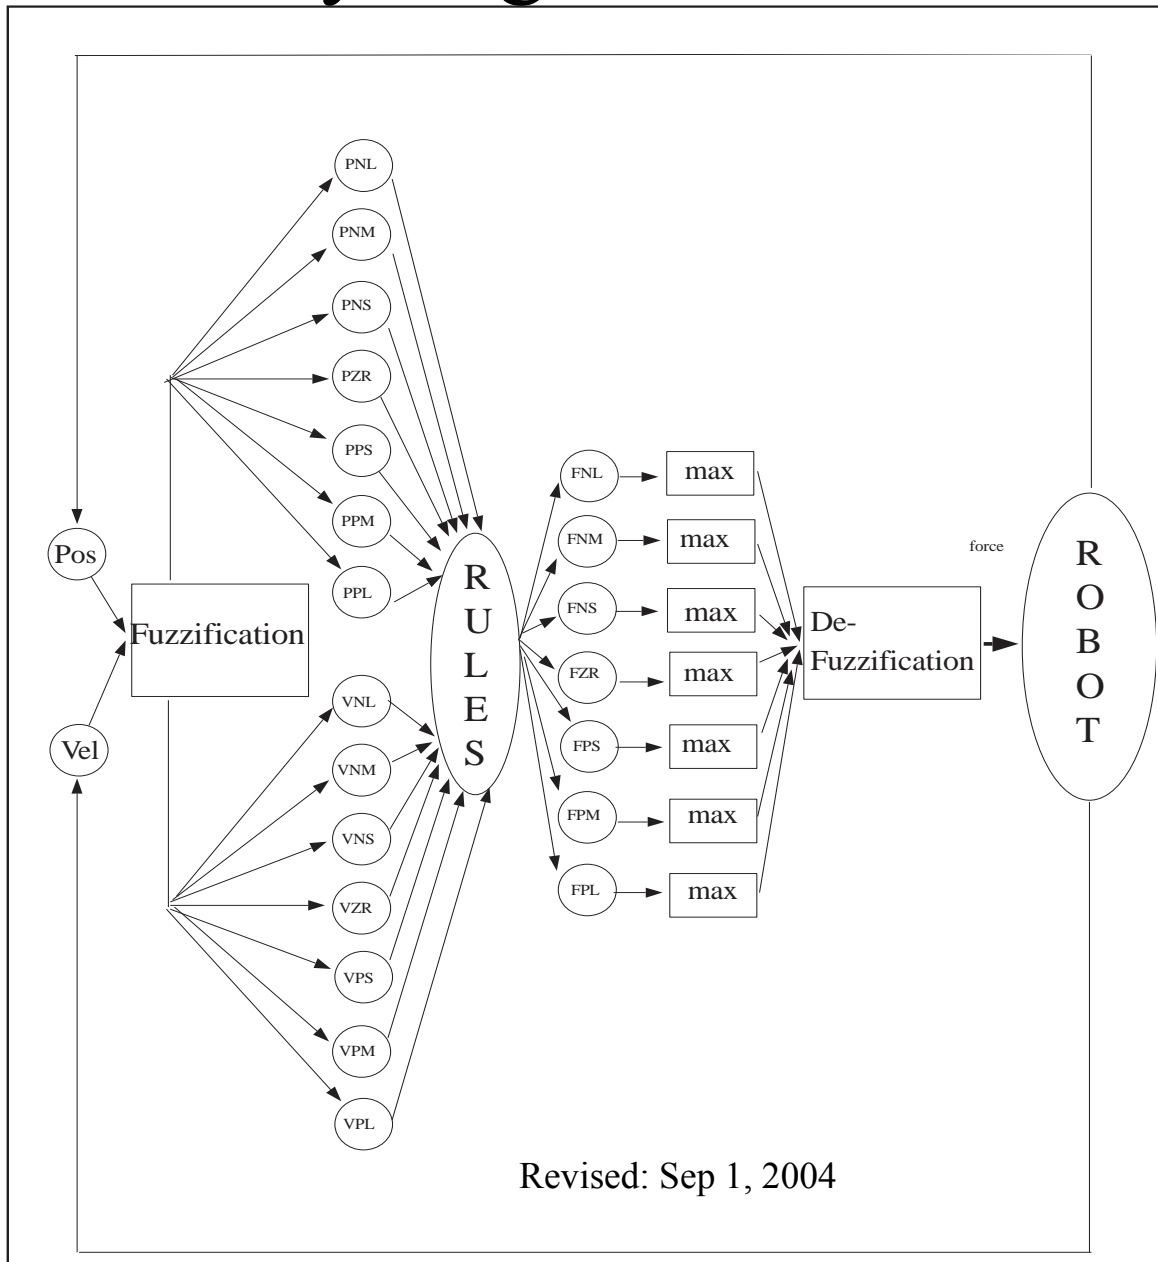 PNL
PNM
PNS
PZR
PPS
PPM
PPL
Pos
Fuzzification
Vel
VNL
VNM
VNS
VZR
VPS
VPM
VPL
R
U
L
E
S
FNL
FNM
FNS
FZR
FPS
FPM
FPL
max
max
max
max
max
max
max
De-
Fuzzification
force
R
O
B
O
T
Revised: Sep 1, 2004